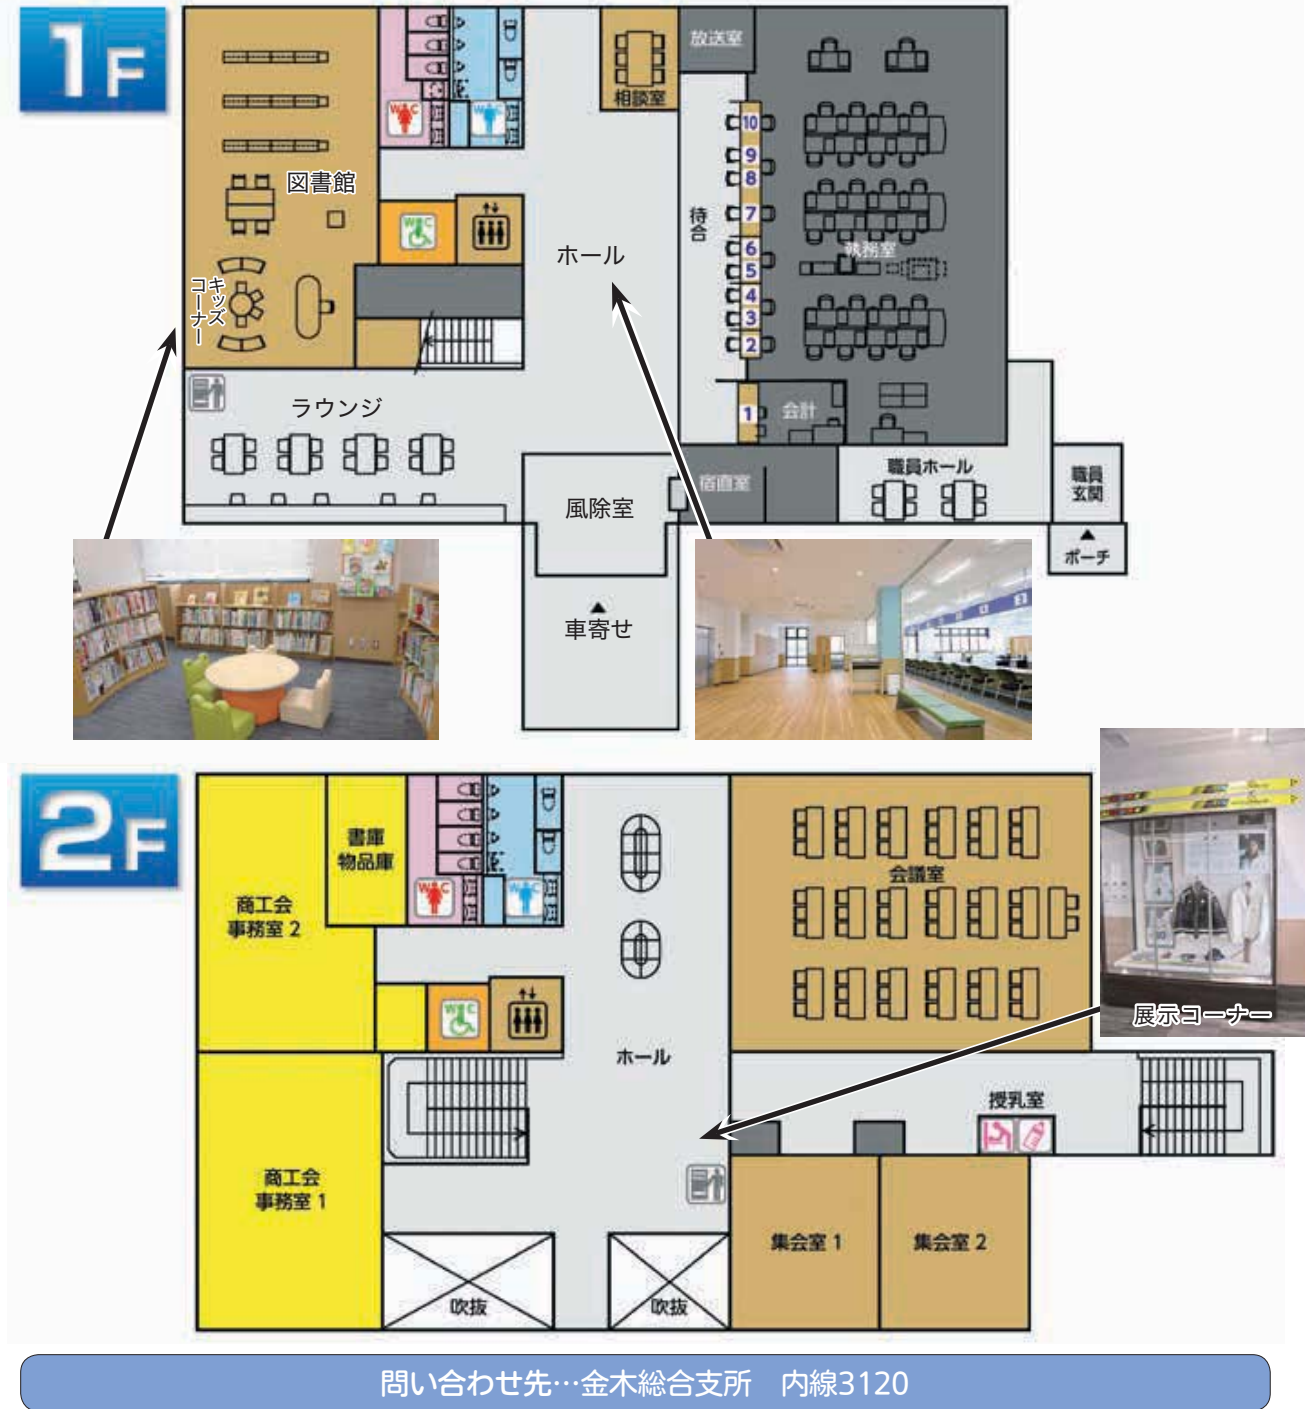 1F
放送室
相談室
10
9
8
図書館
7
待合
6
執務室
ホール
5
キッズ
コーナー
4
3
2
ラウンジ
1
会計
職員ホール
職員
玄関
宿直室
風除室
ポーチ
車寄せ
2F
書庫
物品庫
会議室
商工会
事務室 2
展示コーナー
ホール
授乳室
商工会
事務室 1
集会室 1
集会室 2
吹抜
吹抜
問い合わせ先…金木総合支所　内線3120